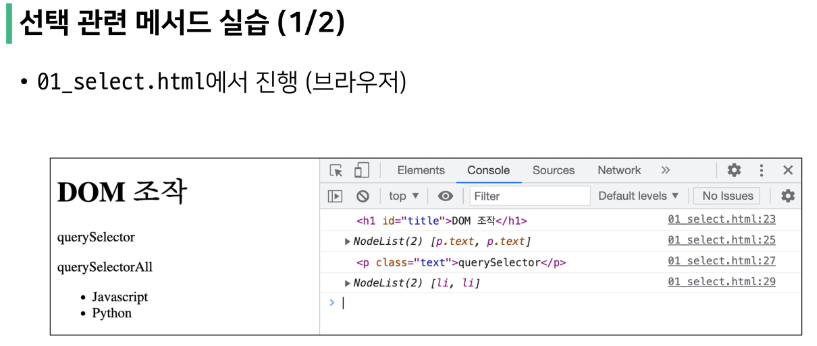 선택 관련 메서드 실습 (1/2)
• 01_select.html에서 진행 (브라우저)
DOM 조작
querySelector
querySelectorAll
• Javascript
• Python
Elements Console Sources Network »
top ▼ Filter Default levels ▼ No Issues
<h1 id="title">DOM 조작</h1> 01_select.html:23
▶NodeList(2) [p.text, p.text] 01_select.html:25
<p class="text">querySelector</p> 01_select.html:27
▶NodeList(2) [li, li] 01_select.html:29
>